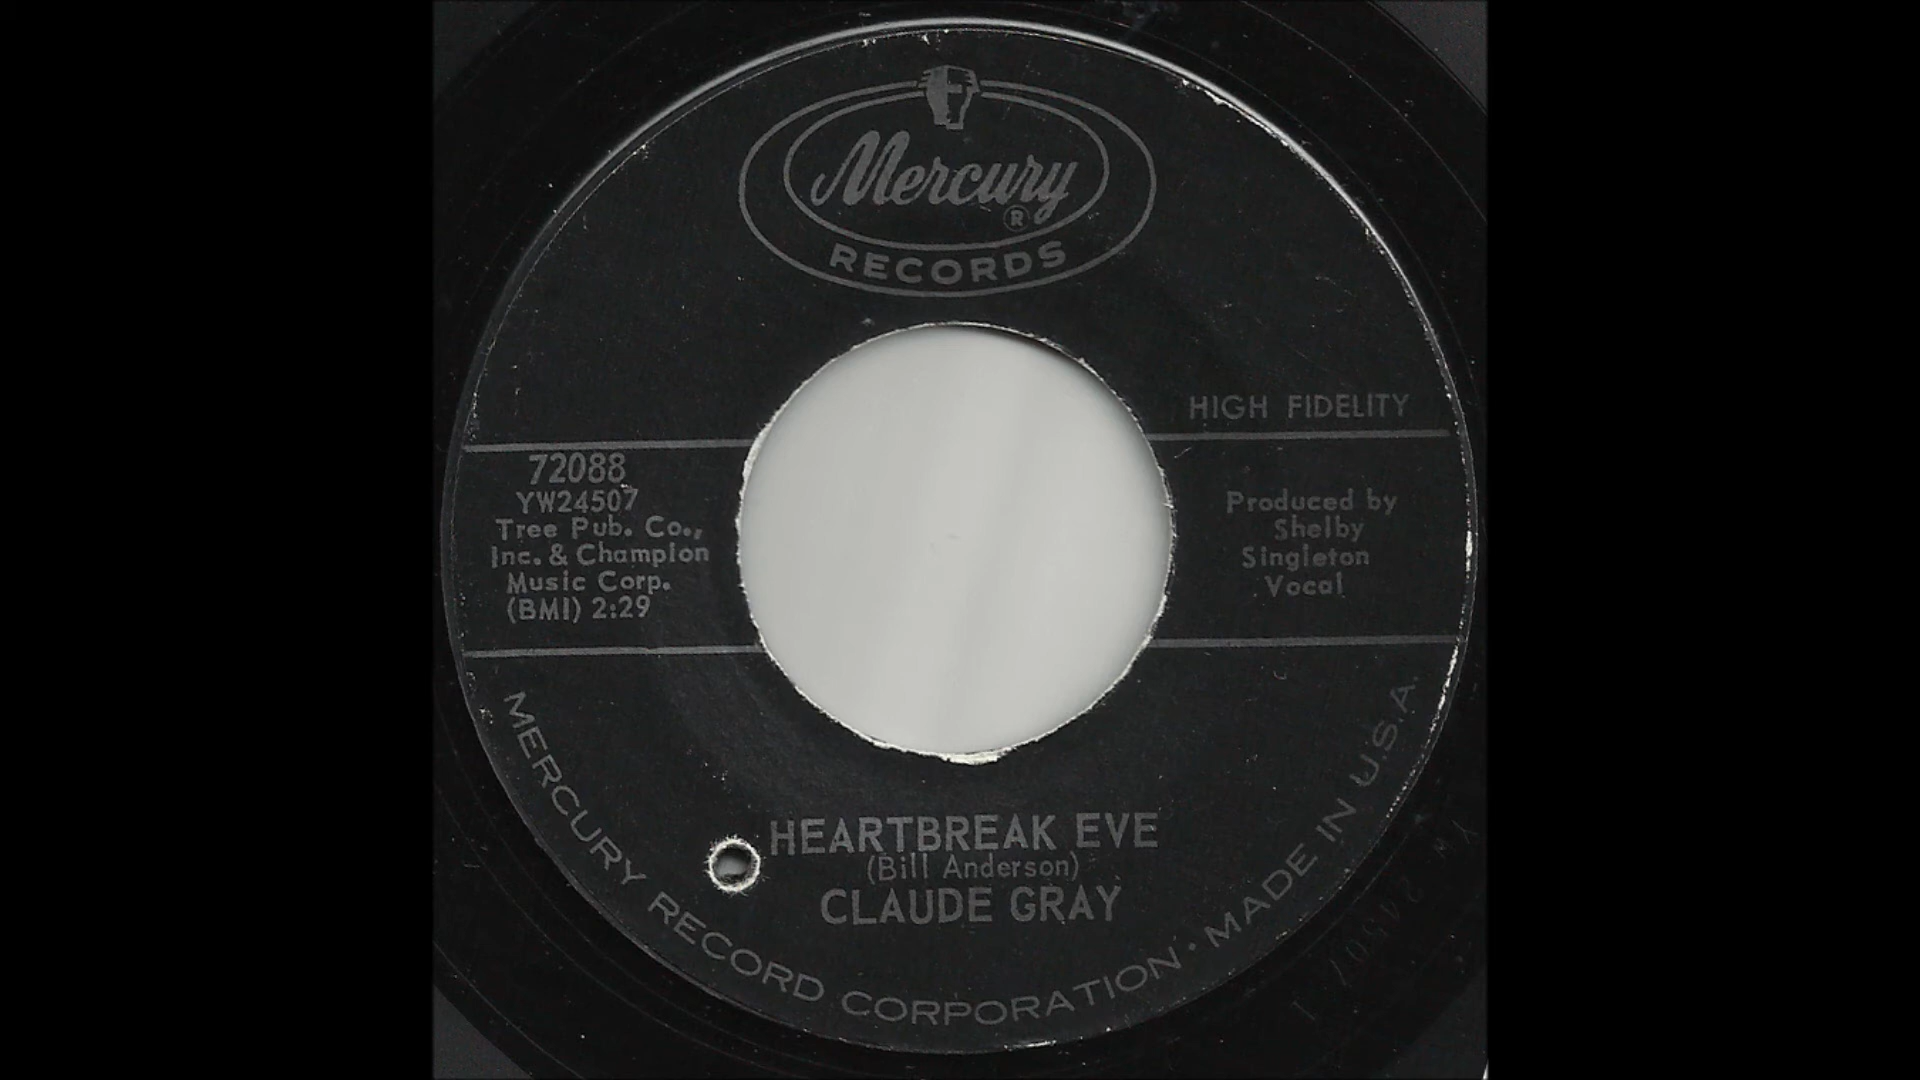 Mercury
®
RECORDS
HIGH FIDELITY
72088
YW24507
Tree Pub. Co.,
Inc. & Champion
Music Corp.
(BMI) 2:29
Produced by
Shelby
Singleton
Vocal
HEARTBREAK EVE
(Bill Anderson)
CLAUDE GRAY
MERCURY RECORD CORPORATION · MADE IN U.S.A.